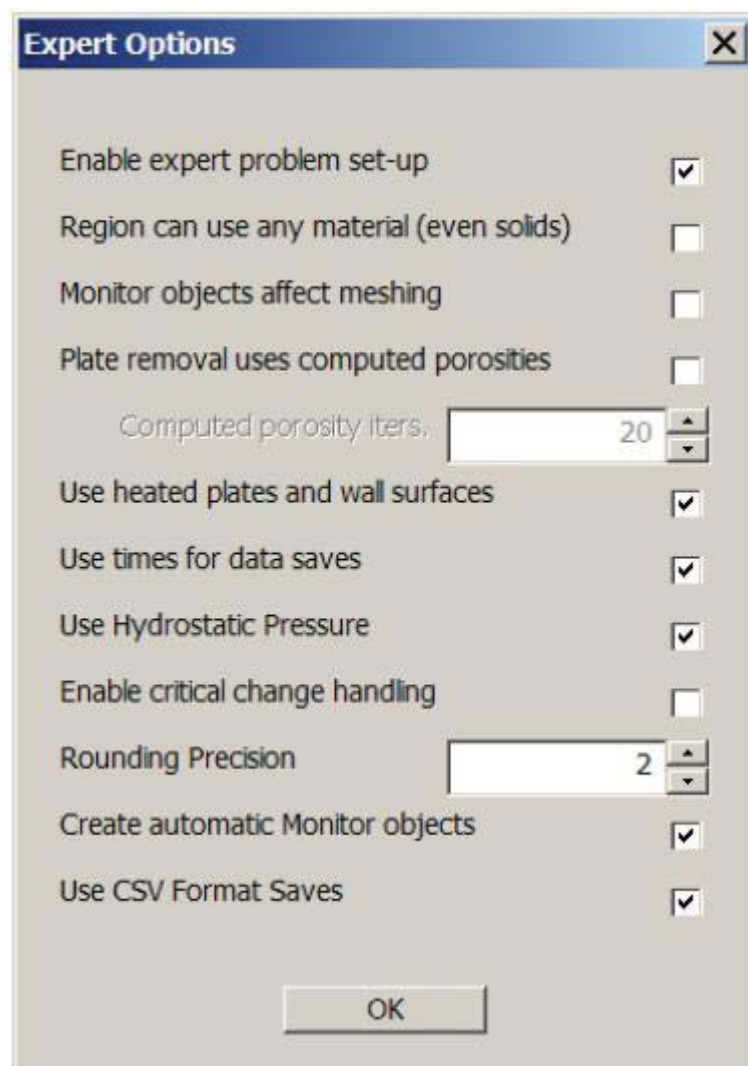 Expert Options
Enable expert problem set-up
Region can use any material (even solids)
Monitor objects affect meshing
Plate removal uses computed porosities
Computed porosity iters. 20
Use heated plates and wall surfaces
Use times for data saves
Use Hydrostatic Pressure
Enable critical change handling
Rounding Precision 2
Create automatic Monitor objects
Use CSV Format Saves
OK